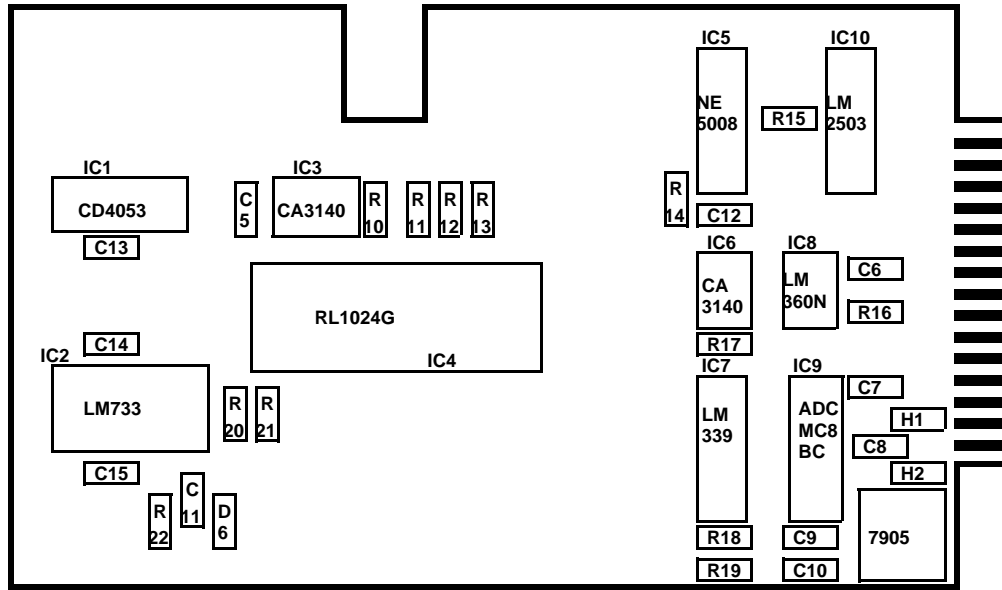 IC5
IC10
NE
5008
R15
LM
2503
IC1
CD4053
C13
C
5
IC3
CA3140
R
10
R
11
R
12
R
13
R
14
C12
IC6
CA
3140
R17
IC8
LM
360N
C6
R16
RL1024G
IC4
C14
IC2
LM733
C15
R
20
R
21
R
22
C
11
D
6
IC7
LM
339
R18
R19
IC9
ADC
MC8
BC
C7
H1
C8
H2
C9
C10
7905